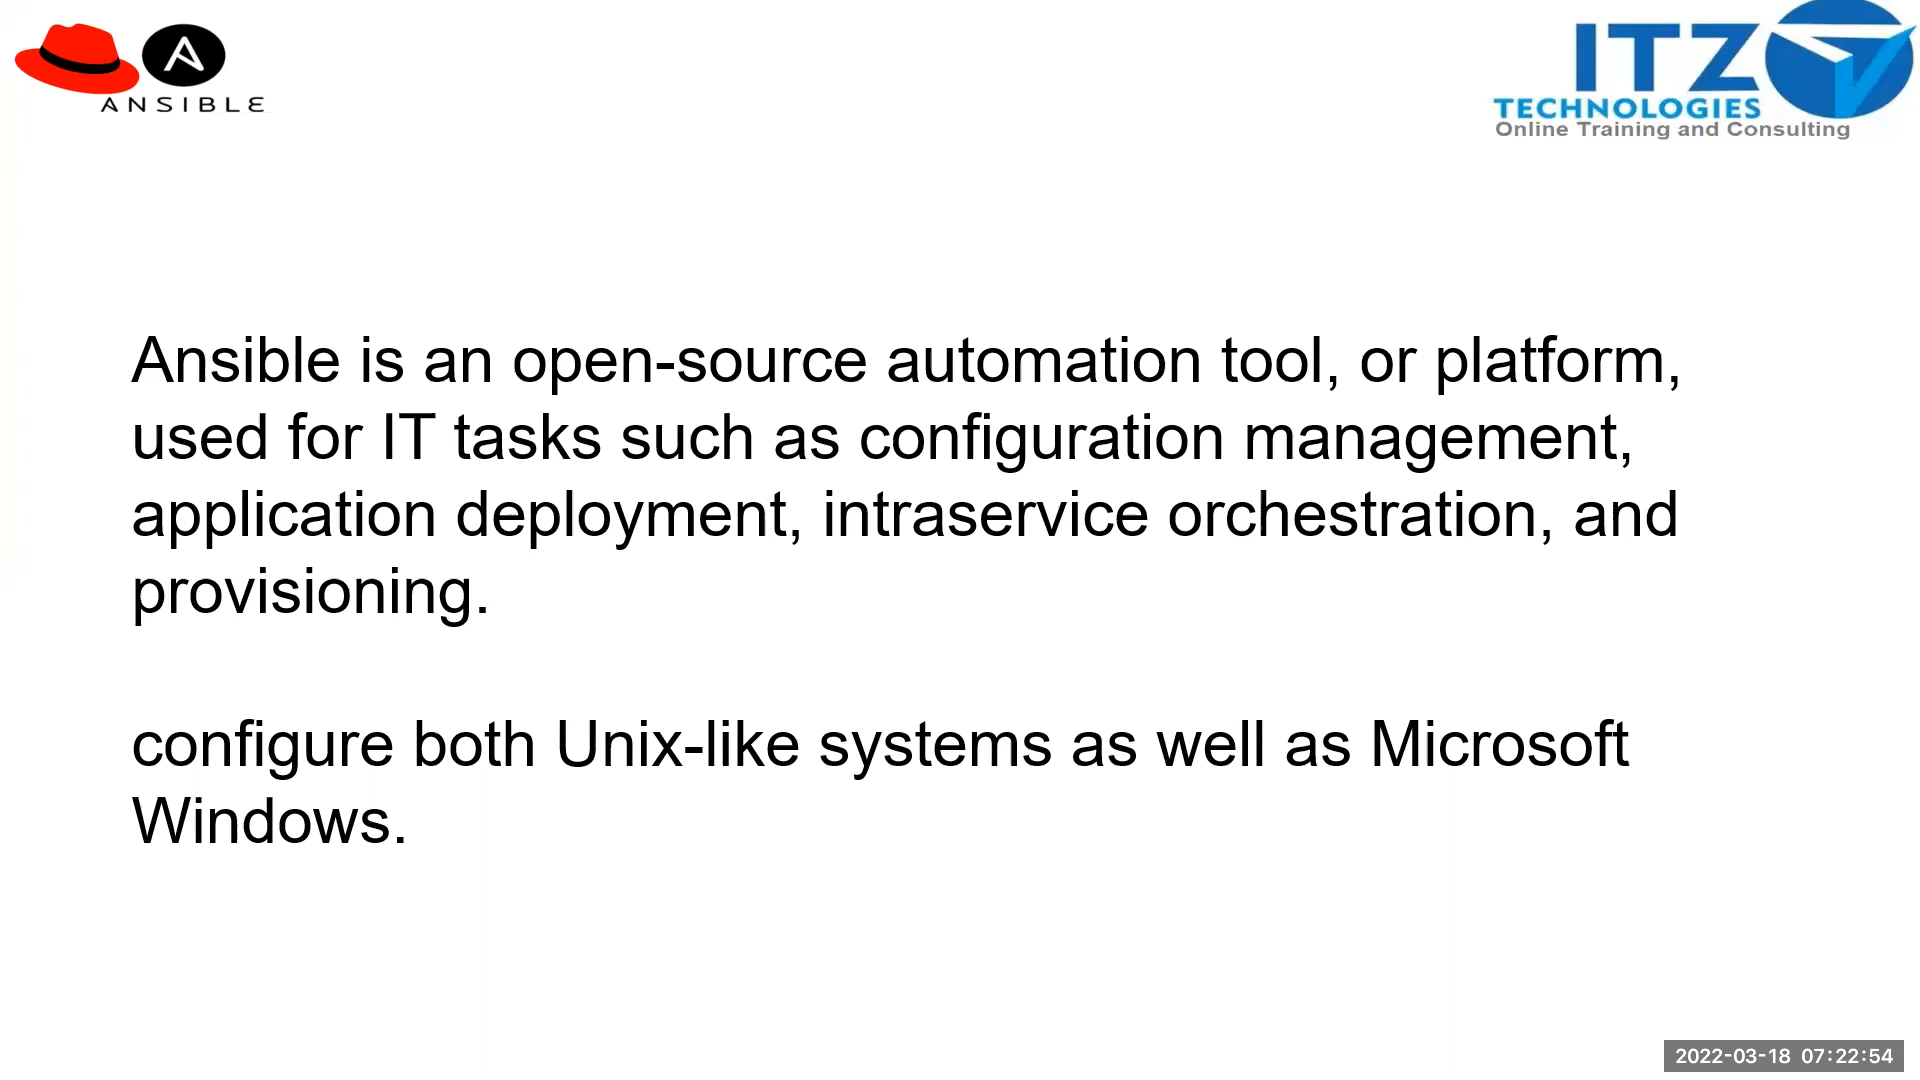 ANSIBLE
ITZ
TECHNOLOGIES
Online Training and Consulting
Ansible is an open-source automation tool, or platform,
used for IT tasks such as configuration management,
application deployment, intraservice orchestration, and
provisioning.
configure both Unix-like systems as well as Microsoft
Windows.
2022-03-18 07:22:54